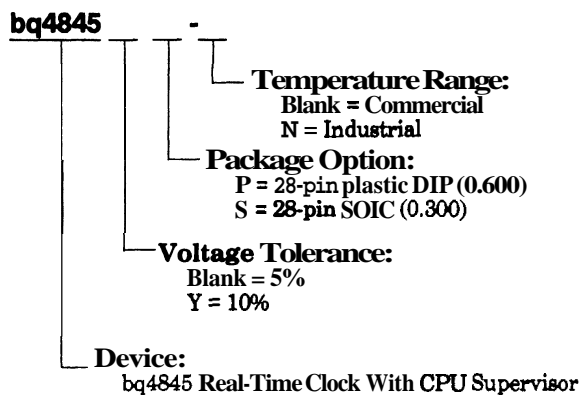 bq4845 -
Temperature Range:
Blank = Commercial
N = Industrial
Package Option:
P = 28-pin plastic DIP (0.600)
S = 28-pin SOIC (0.300)
Voltage Tolerance:
Blank = 5%
Y = 10%
Device:
bq4845 Real-Time Clock With CPU Supervisor